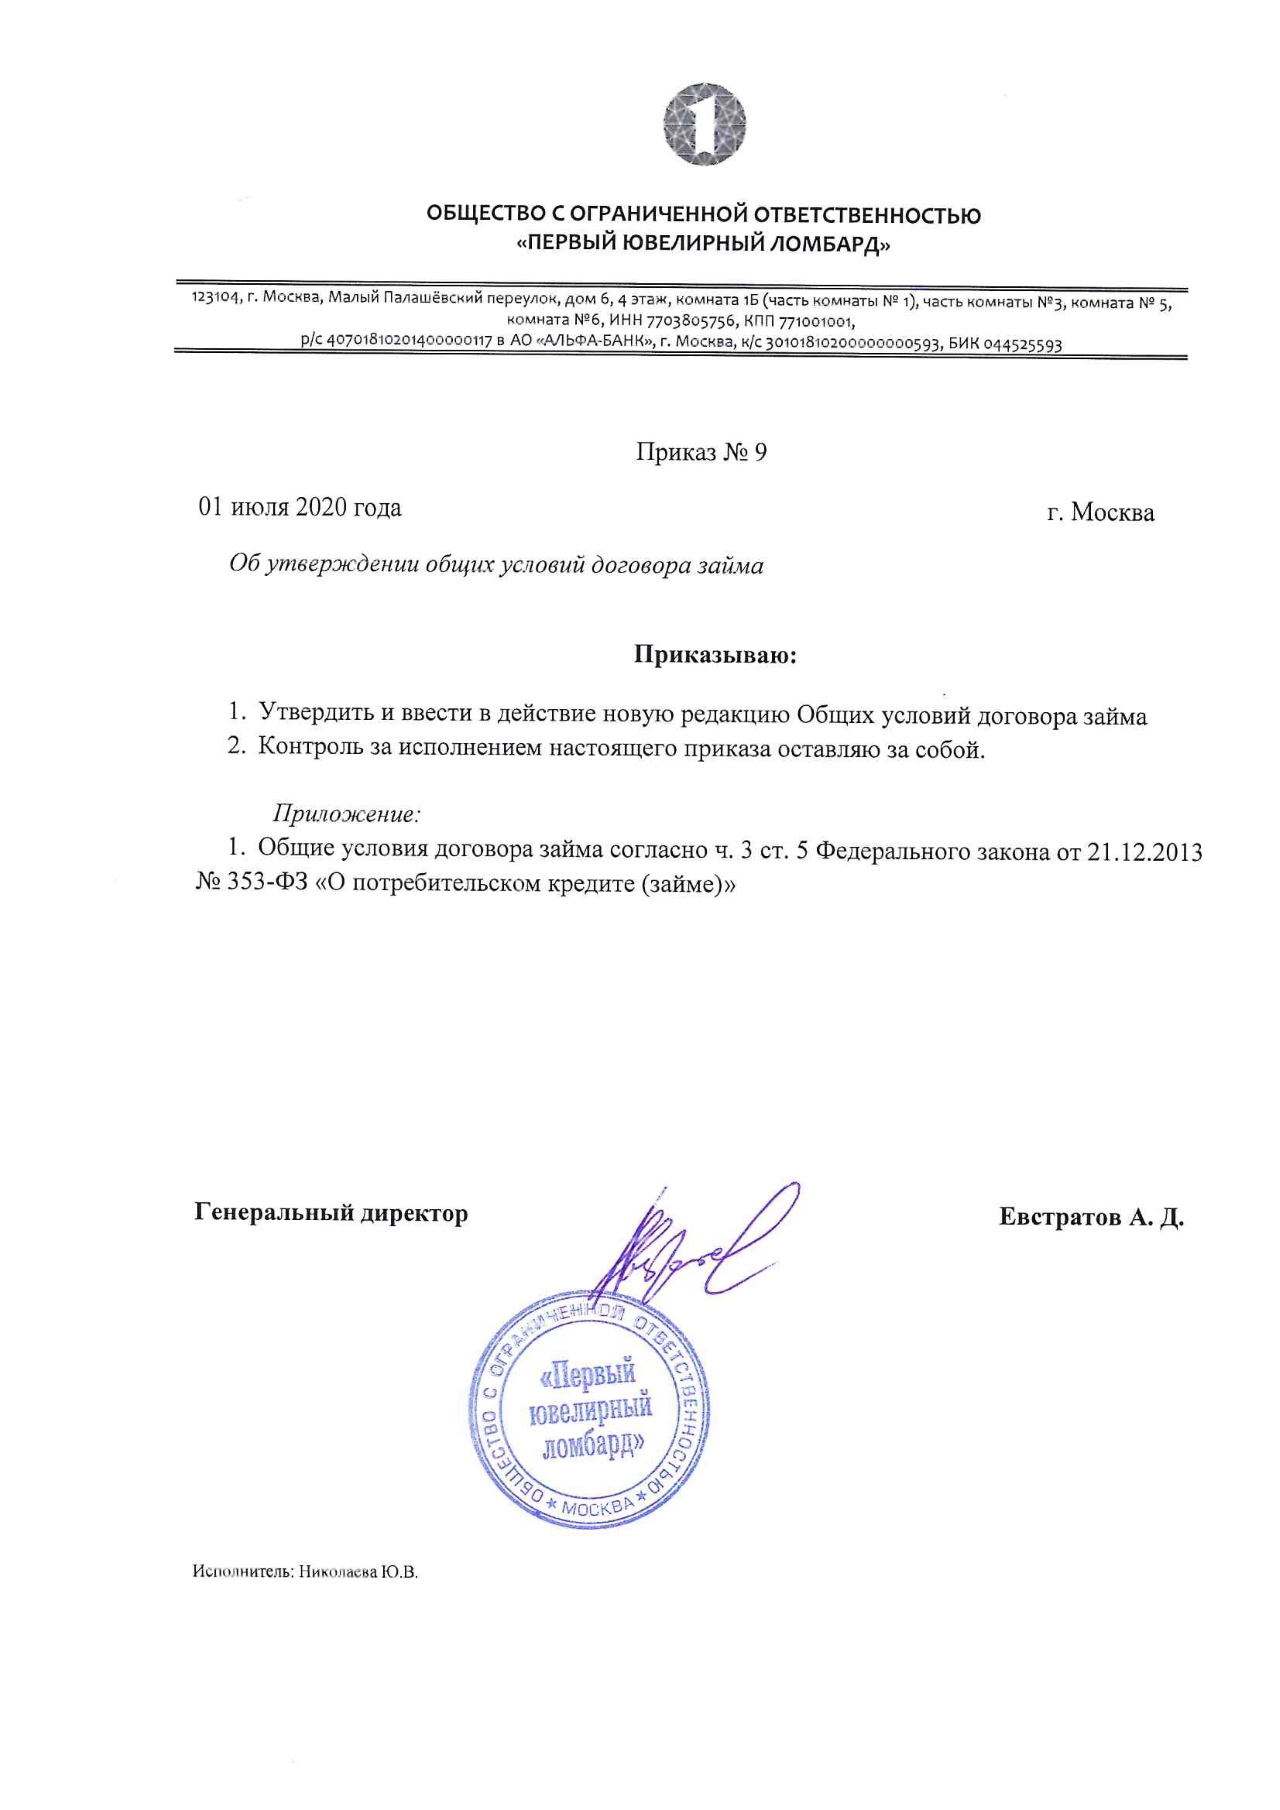 1
ОБЩЕСТВО С ОГРАНИЧЕННОЙ ОТВЕТСТВЕННОСТЬЮ
«ПЕРВЫЙ ЮВЕЛИРНЫЙ ЛОМБАРД»
123104, г. Москва, Малый Палашёвский переулок, дом 6, 4 этаж, комната 1Б (часть комнаты № 1), часть комнаты №3, комната № 5,
комната №6, ИНН 7703805756, КПП 771001001,
р/с 40701810201400000117 в АО «АЛЬФА-БАНК», г. Москва, к/с 30101810200000000593, БИК 044525593
Приказ № 9
01 июля 2020 года г. Москва
Об утверждении общих условий договора займа
Приказываю:
1. Утвердить и ввести в действие новую редакцию Общих условий договора займа
2. Контроль за исполнением настоящего приказа оставляю за собой.
Приложение:
1. Общие условия договора займа согласно ч. 3 ст. 5 Федерального закона от 21.12.2013
№ 353-ФЗ «О потребительском кредите (займе)»
Генеральный директор Евстратов А. Д.
ОБЩЕСТВО С ОГРАНИЧЕННОЙ ОТВЕТСТВЕННОСТЬЮ
«Первый
ювелирный
ломбард»
* МОСКВА *
Исполнитель: Николаева Ю.В.